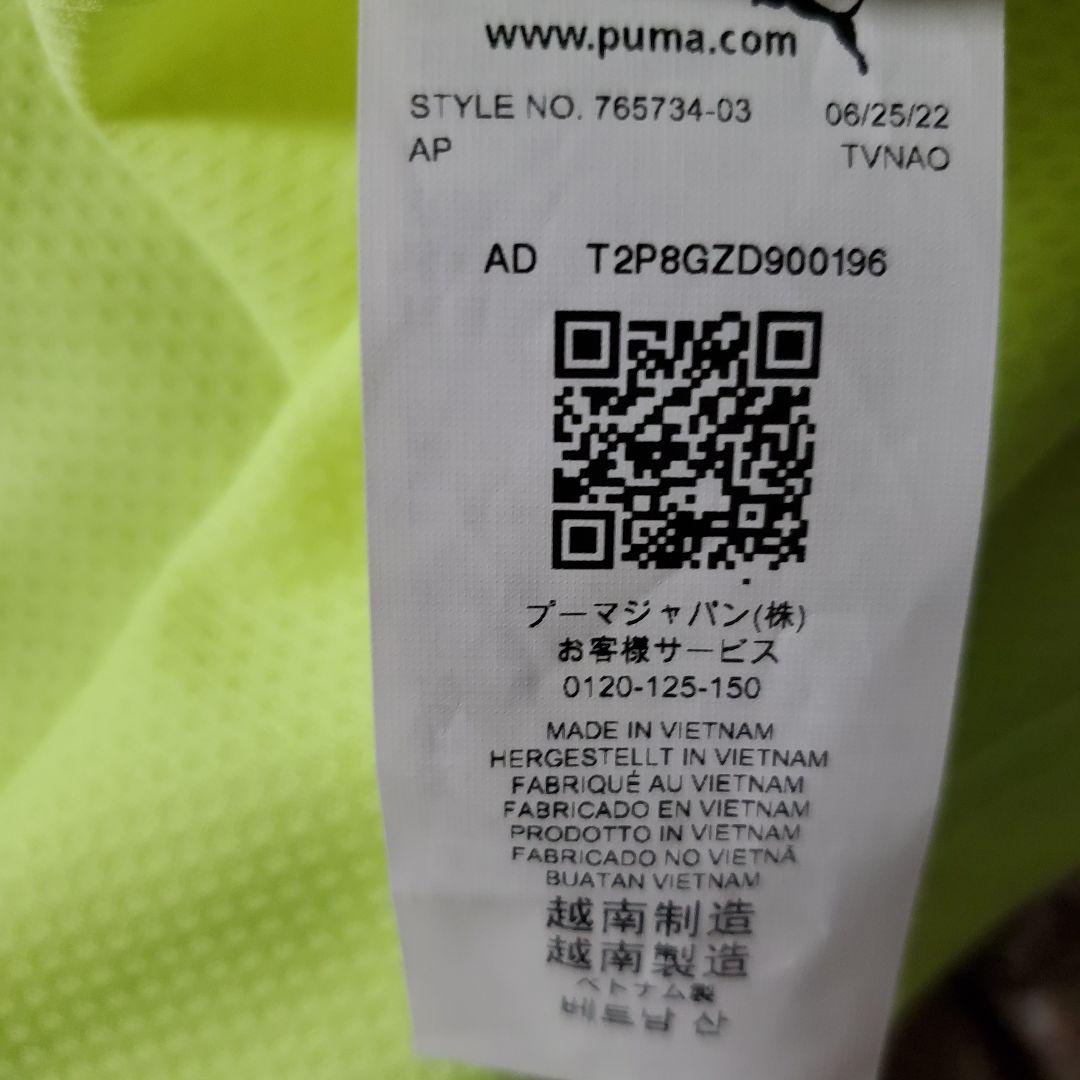 www.puma.com
STYLE NO. 765734-03 06/25/22
AP TVNAO
AD T2P8GZD900196
プーマジャパン(株)
お客様サービス
0120-125-150
MADE IN VIETNAM
HERGESTELLT IN VIETNAM
FABRIQUÉ AU VIETNAM
FABRICADO EN VIETNAM
PRODOTTO IN VIETNAM
FABRICADO NO VIETNÃ
BUATAN VIETNAM
越南制造
越南製造
ベトナム製
베트남 산